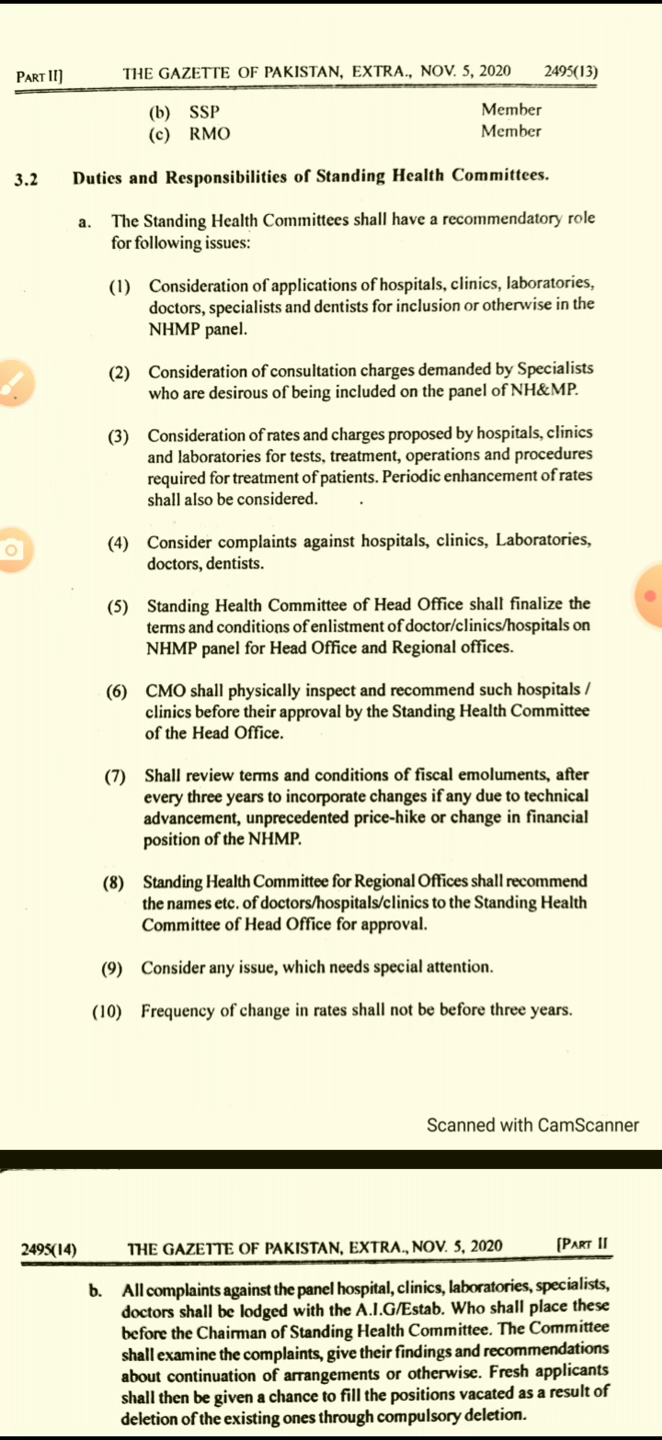 PART II] THE GAZETTE OF PAKISTAN, EXTRA., NOV. 5, 2020 2495(13)
(b) SSP Member
(c) RMO Member
3.2 Duties and Responsibilities of Standing Health Committees.
a. The Standing Health Committees shall have a recommendatory role
for following issues:
(1) Consideration of applications of hospitals, clinics, laboratories,
doctors, specialists and dentists for inclusion or otherwise in the
NHMP panel.
(2) Consideration of consultation charges demanded by Specialists
who are desirous of being included on the panel of NH&MP.
(3) Consideration of rates and charges proposed by hospitals, clinics
and laboratories for tests, treatment, operations and procedures
required for treatment of patients. Periodic enhancement of rates
shall also be considered.
(4) Consider complaints against hospitals, clinics, Laboratories,
doctors, dentists.
(5) Standing Health Committee of Head Office shall finalize the
terms and conditions of enlistment of doctor/clinics/hospitals on
NHMP panel for Head Office and Regional offices.
(6) CMO shall physically inspect and recommend such hospitals /
clinics before their approval by the Standing Health Committee
of the Head Office.
(7) Shall review terms and conditions of fiscal emoluments, after
every three years to incorporate changes if any due to technical
advancement, unprecedented price-hike or change in financial
position of the NHMP.
(8) Standing Health Committee for Regional Offices shall recommend
the names etc. of doctors/hospitals/clinics to the Standing Health
Committee of Head Office for approval.
(9) Consider any issue, which needs special attention.
(10) Frequency of change in rates shall not be before three years.
Scanned with CamScanner
2495(14) THE GAZETTE OF PAKISTAN, EXTRA., NOV. 5, 2020 [PART II
b. All complaints against the panel hospital, clinics, laboratories, specialists,
doctors shall be lodged with the A.I.G/Estab. Who shall place these
before the Chairman of Standing Health Committee. The Committee
shall examine the complaints, give their findings and recommendations
about continuation of arrangements or otherwise. Fresh applicants
shall then be given a chance to fill the positions vacated as a result of
deletion of the existing ones through compulsory deletion.